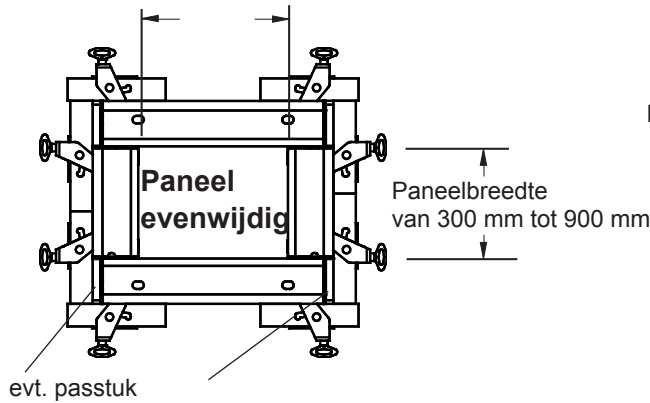 Paneel
evenwijdig
Paneelbreedte
van 300 mm tot 900 mm
evt. passtuk